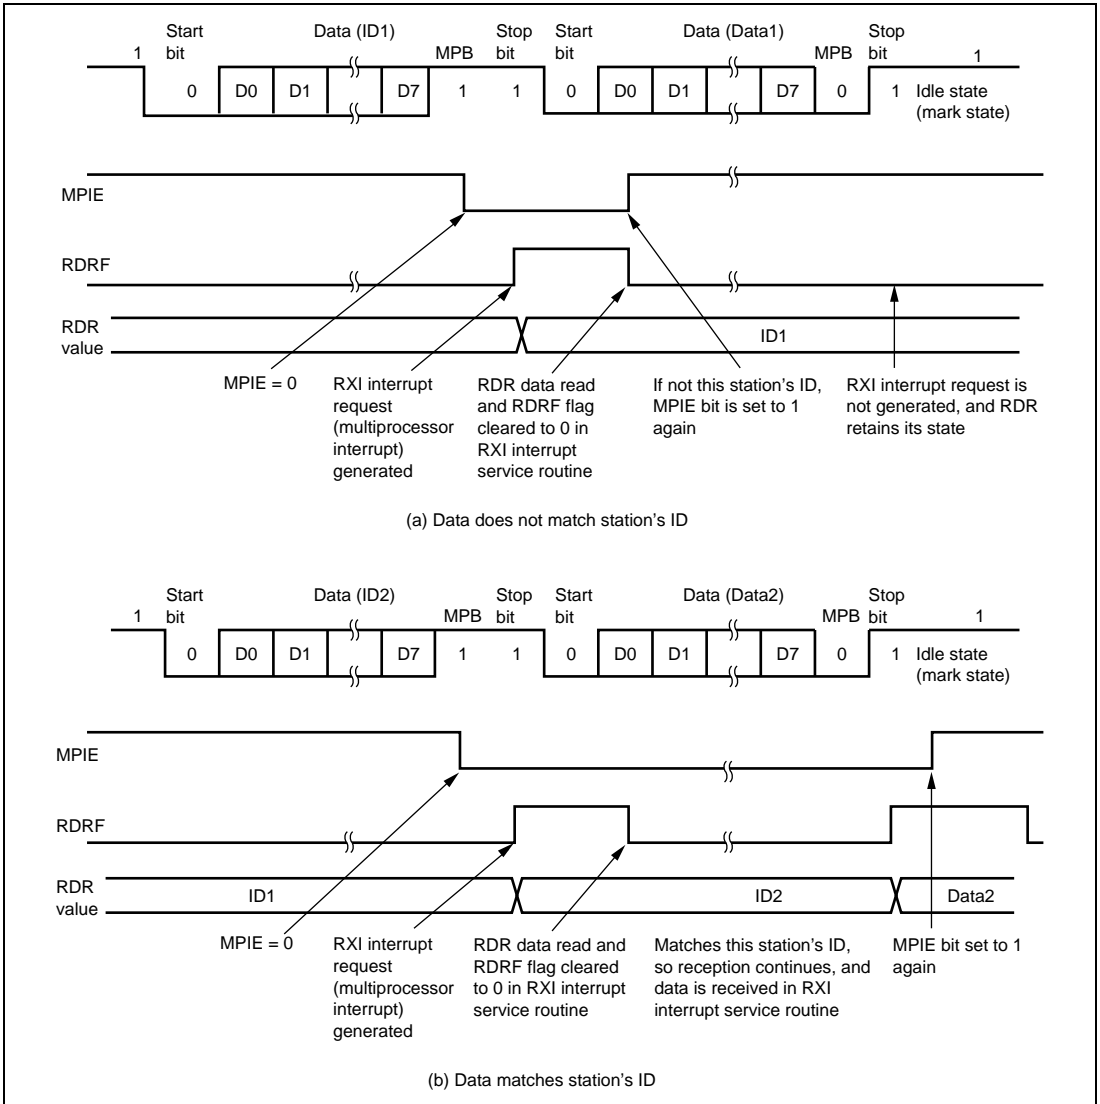 Start Data (ID1) Stop Start Data (Data1) Stop
1 bit MPB bit bit MPB bit 1
0 D0 D1 D7 1 1 0 D0 D1 D7 0 1 Idle state
(mark state)
MPIE
RDRF
RDR
value
ID1
MPIE = 0
RXI interrupt
request
(multiprocessor
interrupt)
generated
RDR data read
and RDRF flag
cleared to 0 in
RXI interrupt
service routine
If not this station's ID,
MPIE bit is set to 1
again
RXI interrupt request is
not generated, and RDR
retains its state
(a) Data does not match station's ID
Start Data (ID2) Stop Start Data (Data2) Stop
1 bit MPB bit bit MPB bit 1
0 D0 D1 D7 1 1 0 D0 D1 D7 0 1 Idle state
(mark state)
MPIE
RDRF
RDR
value
ID1 ID2 Data2
MPIE = 0
RXI interrupt
request
(multiprocessor
interrupt)
generated
RDR data read and
RDRF flag cleared
to 0 in RXI interrupt
service routine
Matches this station's ID,
so reception continues, and
data is received in RXI
interrupt service routine
MPIE bit set to 1
again
(b) Data matches station's ID